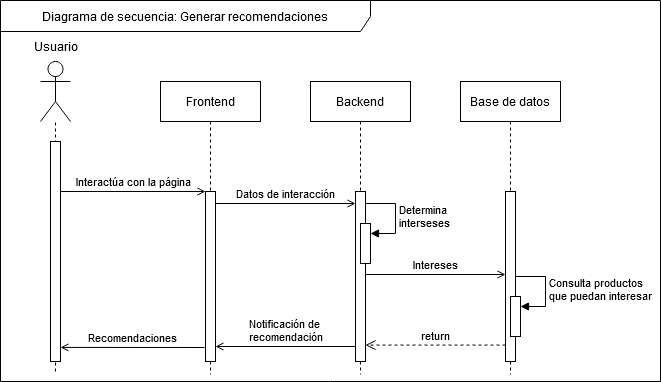 Diagrama de secuencia: Generar recomendaciones
Usuario
Frontend
Backend
Base de datos
Interactúa con la página
Datos de interacción
Determina
interseses
Intereses
Consulta productos
que puedan interesar
Notificación de
recomendación
return
Recomendaciones